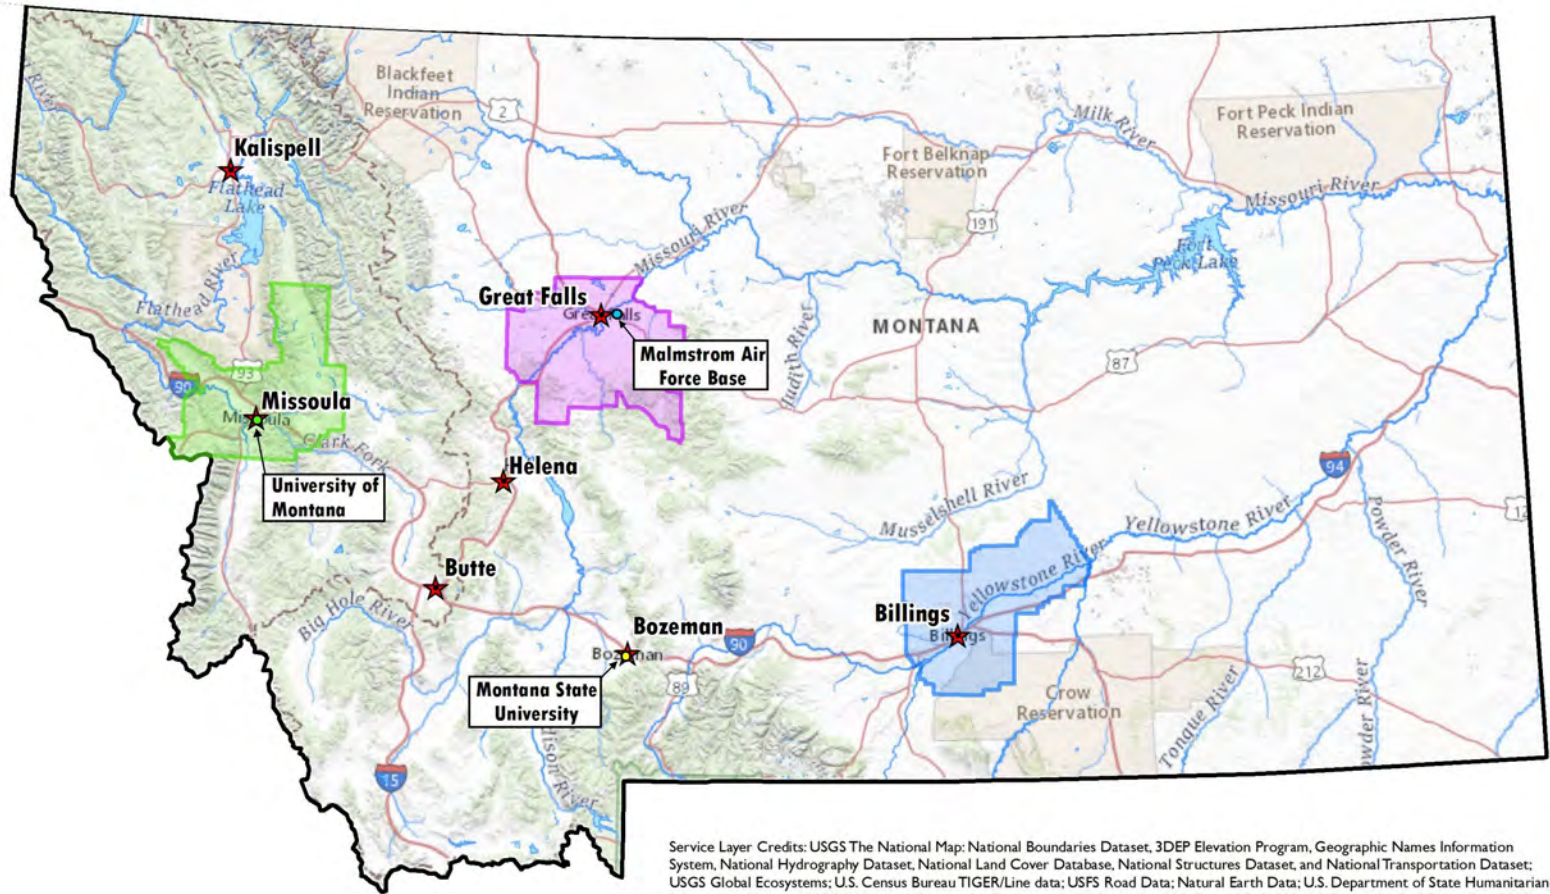 Blackfeet
Indian
Reservation
2
Fort Peck Indian
Reservation
Milk River
Kalispell
Fort Belknap
Reservation
Flathead
Lake
Missouri River
Missouri River
191
Fort
Peck Lake
Flathead River
Great Falls
MONTANA
Malmstrom Air
Force Base
Judith River
87
90
93
Missoula
Clark Fork
Helena
94
University of
Montana
Musselshell River
Yellowstone River
Powder River
12
Butte
Yellowstone River
Big Hole River
Billings
Billings
Bozeman
90
Montana State
University
89
Crow
Reservation
212
Tongue River
owder River
15
ison River
Service Layer Credits: USGS The National Map: National Boundaries Dataset, 3DEP Elevation Program, Geographic Names Information
System, National Hydrography Dataset, National Land Cover Database, National Structures Dataset, and National Transportation Dataset;
USGS Global Ecosystems; U.S. Census Bureau TIGER/Line data; USFS Road Data; Natural Earth Data; U.S. Department of State Humanitarian